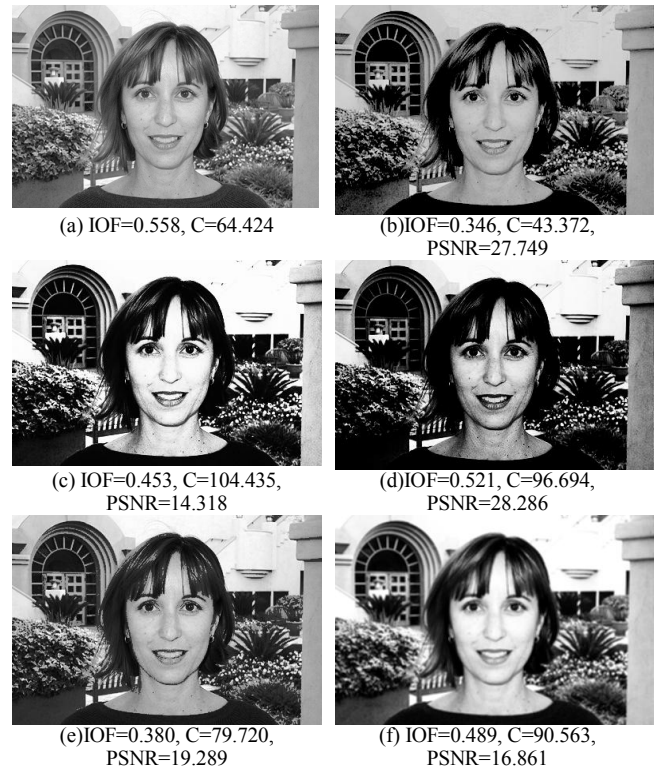 (a) IOF=0.558, C=64.424
(b)IOF=0.346, C=43.372,
PSNR=27.749
(c) IOF=0.453, C=104.435,
PSNR=14.318
(d)IOF=0.521, C=96.694,
PSNR=28.286
(e)IOF=0.380, C=79.720,
PSNR=19.289
(f) IOF=0.489, C=90.563,
PSNR=16.861